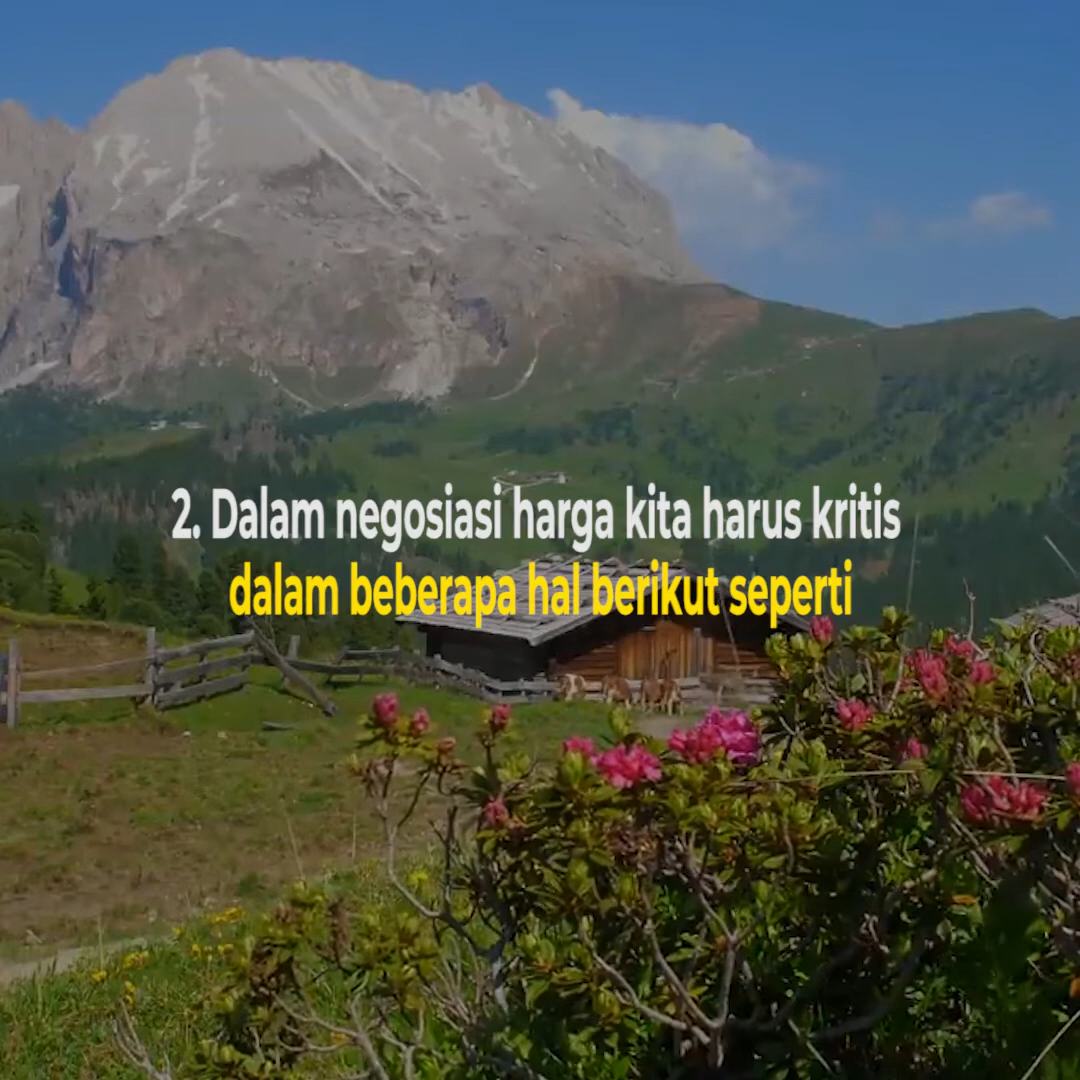 2. Dalam negosiasi harga kita harus kritis
dalam beberapa hal berikut seperti